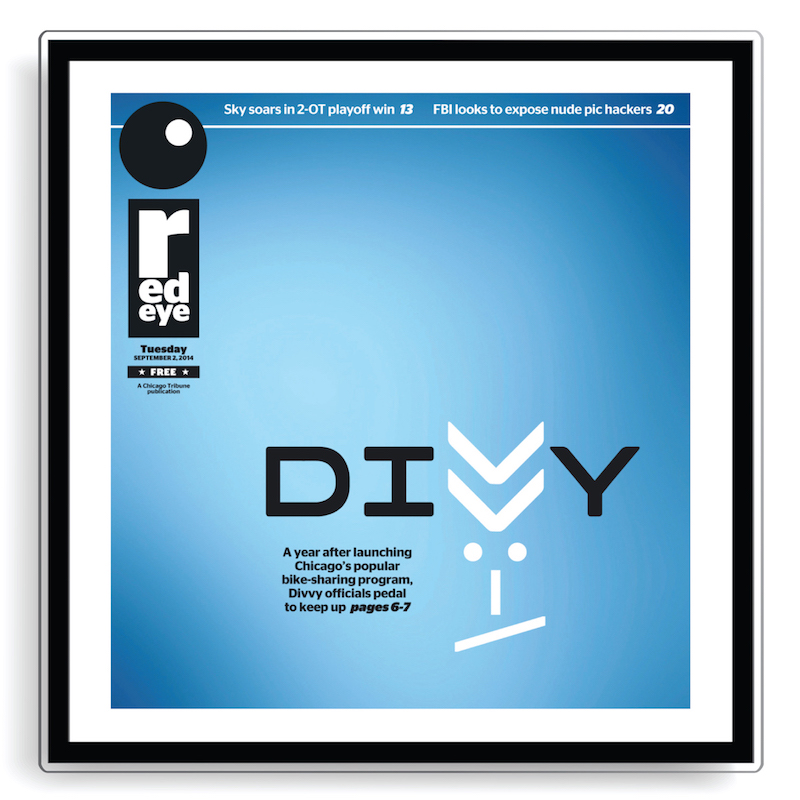 Sky soars in 2-OT playoff win 13 FBI looks to expose nude pic hackers 20
r
ed
eye
Tuesday
SEPTEMBER 2, 2014
★ FREE ★
A Chicago Tribune
publication
DIVVY
A year after launching
Chicago's popular
bike-sharing program,
Divvy officials pedal
to keep up pages 6-7